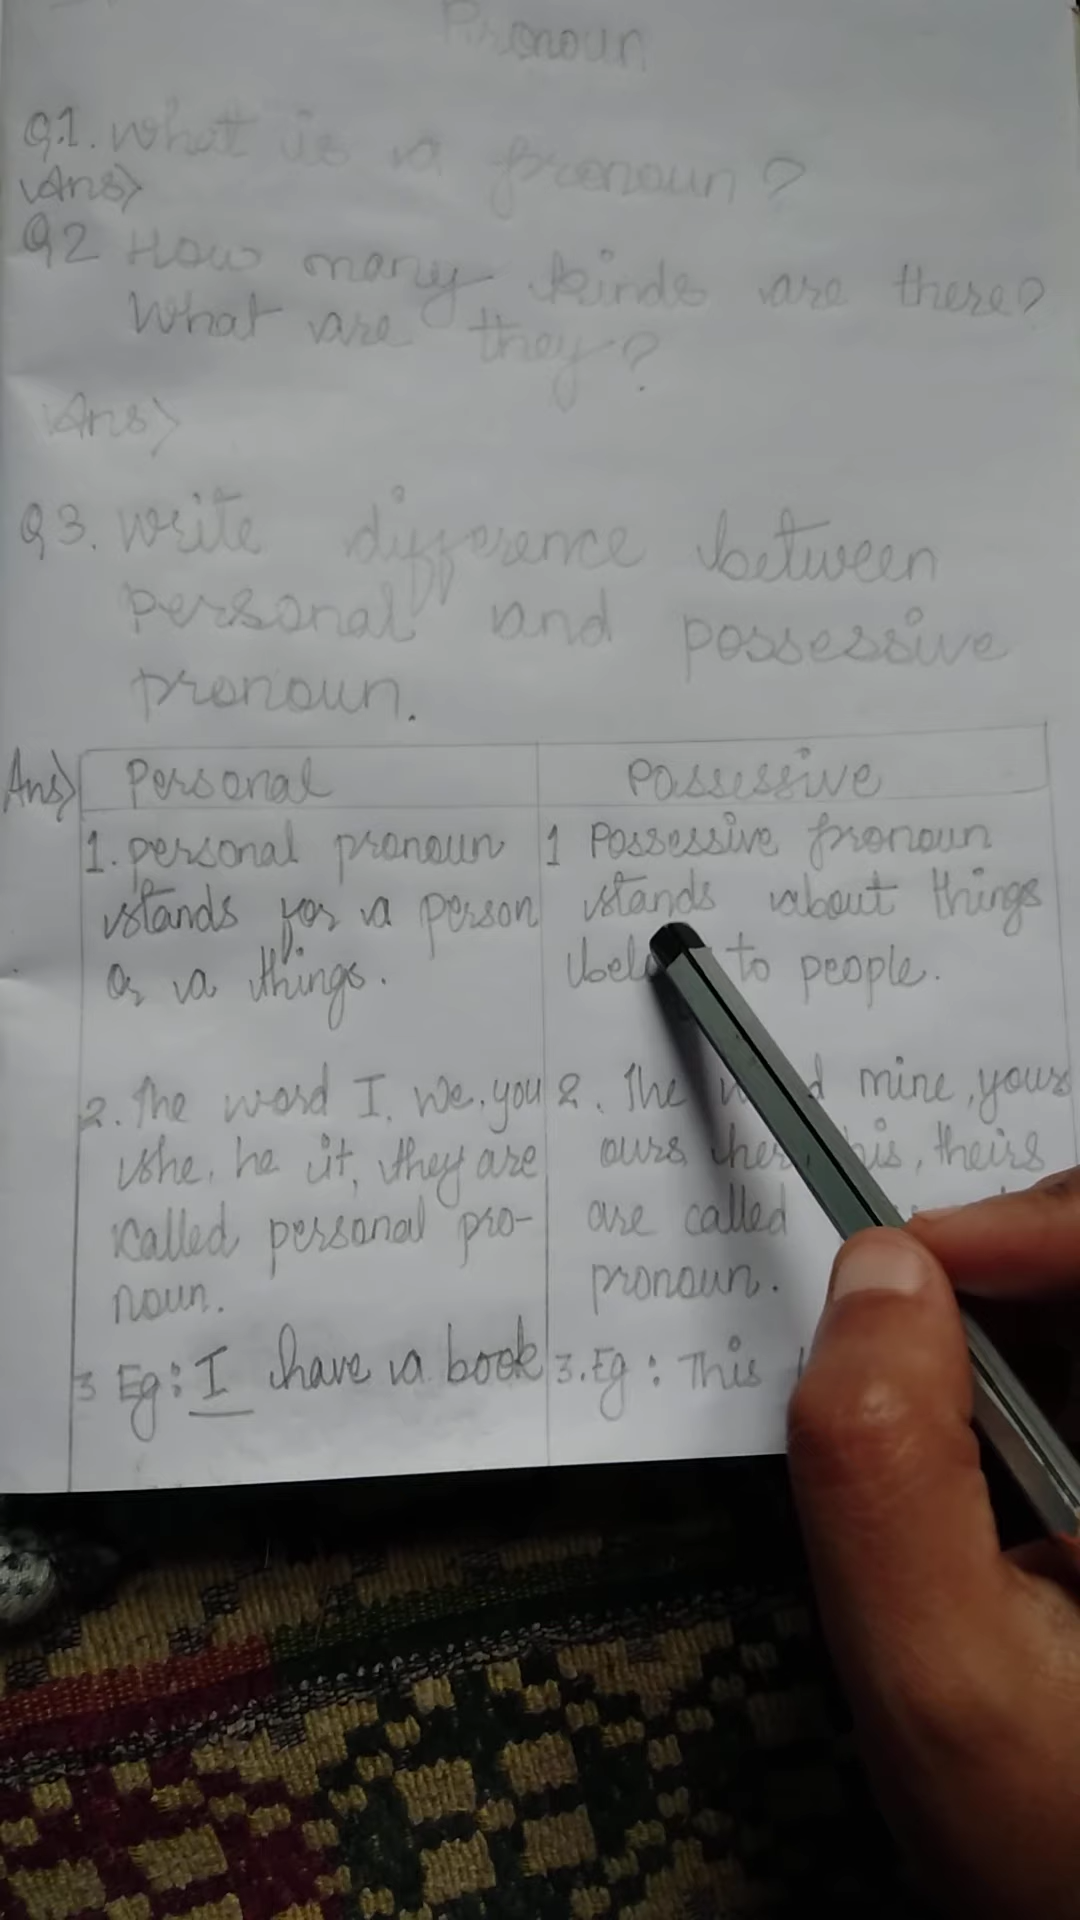 Pronoun
Q1. What is a pronoun?
Ans>
Q2 How many kinds are there?
What are they?
Ans>
Q3. Write difference between
personal and possessive
pronoun.
Ans> Personal Possessive
1. personal pronoun
stands for a person
or a things.
2. The word I, We, you
she, he it, they are
called personal pro-
noun.
3 Eg: I have a book
1 Possessive pronoun
stands about things
to people.
2. The mine, yours
ours, his, theirs
are called
pronoun.
3. Eg: This